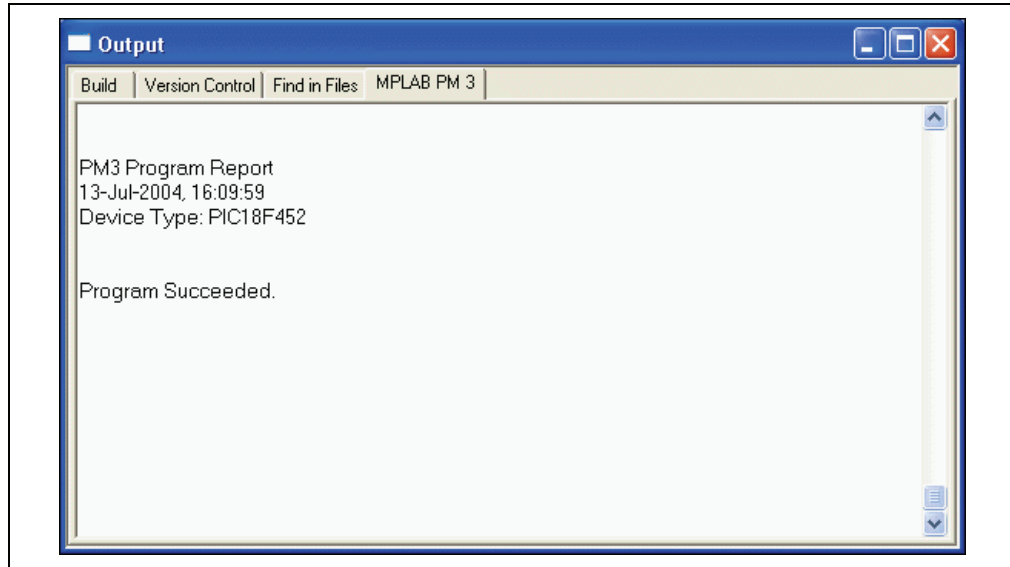 Output
Build Version Control Find in Files MPLAB PM 3
PM3 Program Report
13-Jul-2004, 16:09:59
Device Type: PIC18F452
Program Succeeded.